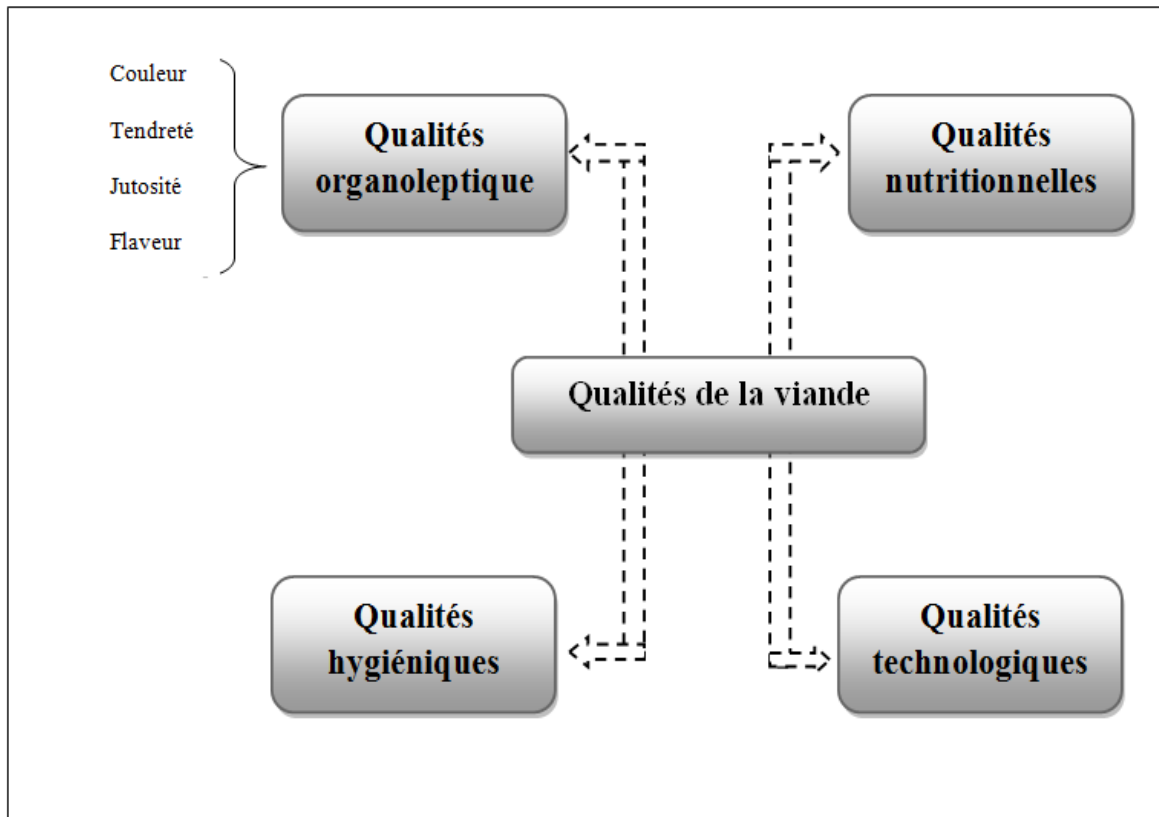 Couleur
Tendreté
Jutosité
Flaveur
Qualités
organoleptique
Qualités
nutritionnelles
Qualités de la viande
Qualités
hygiéniques
Qualités
technologiques